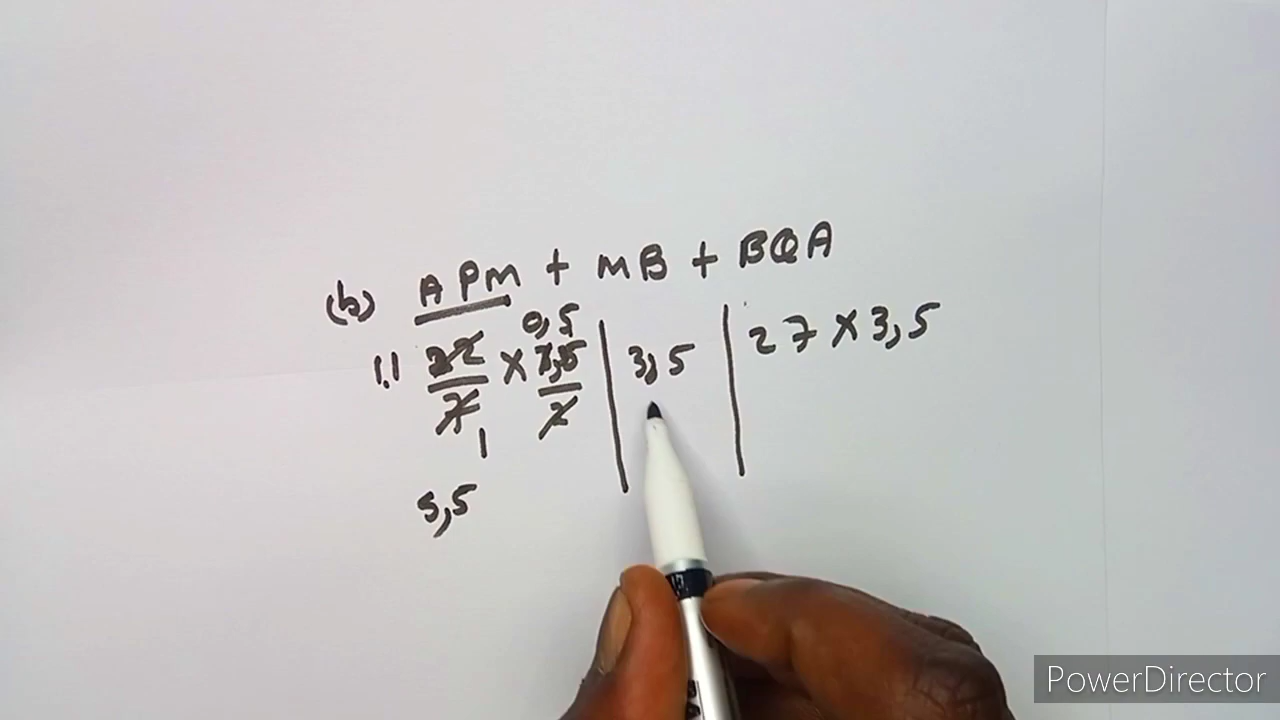 (b) APM + MB + BQA
0,5
1.1 22/7 × 3,5/2 | 3,5 | 27 × 3,5
1
5,5
PowerDirector